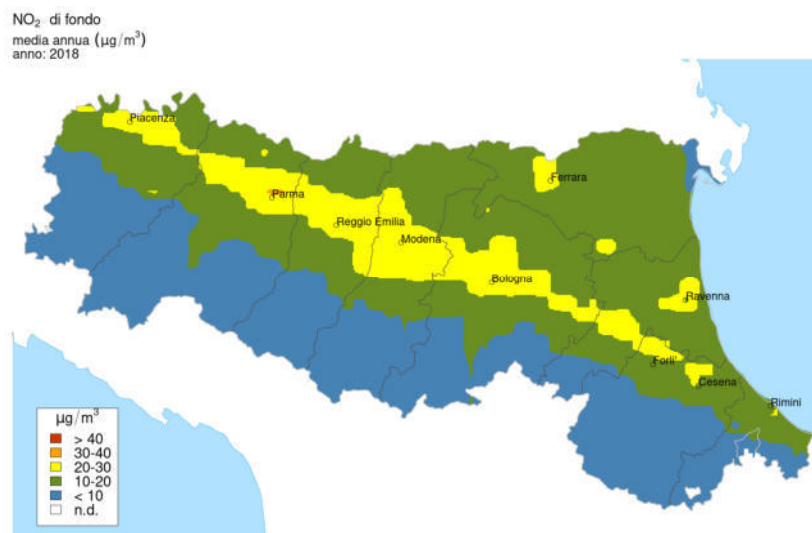 NO₂ di fondo
media annua (µg/m³)
anno: 2018
Piacenza
Parma
Reggio Emilia
Modena
Ferrara
Bologna
Ravenna
Forli'
Cesena
Rimini
µg/m³
> 40
30-40
20-30
10-20
< 10
n.d.